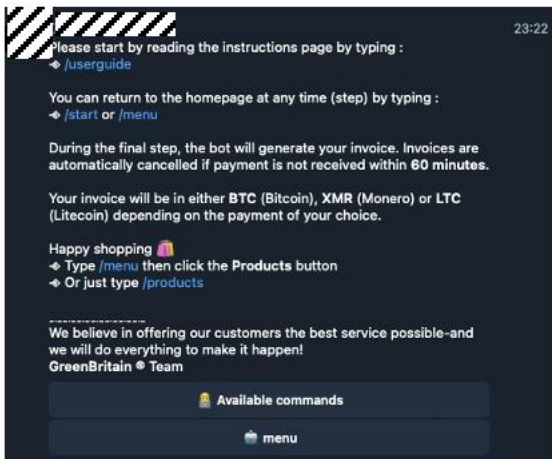 23:22
Please start by reading the instructions page by typing :
/userguide
You can return to the homepage at any time (step) by typing :
/start or /menu
During the final step, the bot will generate your invoice. Invoices are
automatically cancelled if payment is not received within 60 minutes.
Your invoice will be in either BTC (Bitcoin), XMR (Monero) or LTC
(Litecoin) depending on the payment of your choice.
Happy shopping 🛍️
Type /menu then click the Products button
Or just type /products
We believe in offering our customers the best service possible-and
we will do everything to make it happen!
GreenBritain ® Team
Available commands
menu